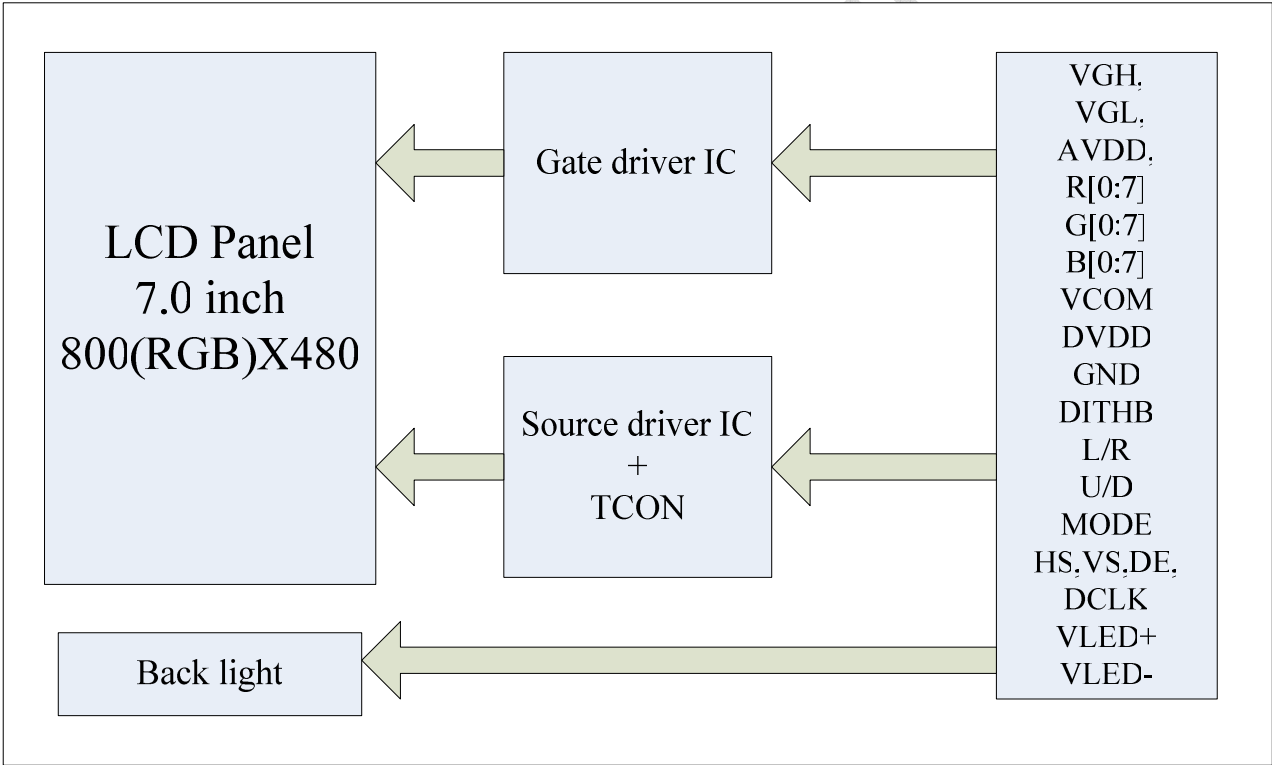 LCD Panel
7.0 inch
800(RGB)X480
Gate driver IC
Source driver IC
+
TCON
Back light
VGH,
VGL,
AVDD,
R[0:7]
G[0:7]
B[0:7]
VCOM
DVDD
GND
DITHB
L/R
U/D
MODE
HS,VS,DE,
DCLK
VLED+
VLED-